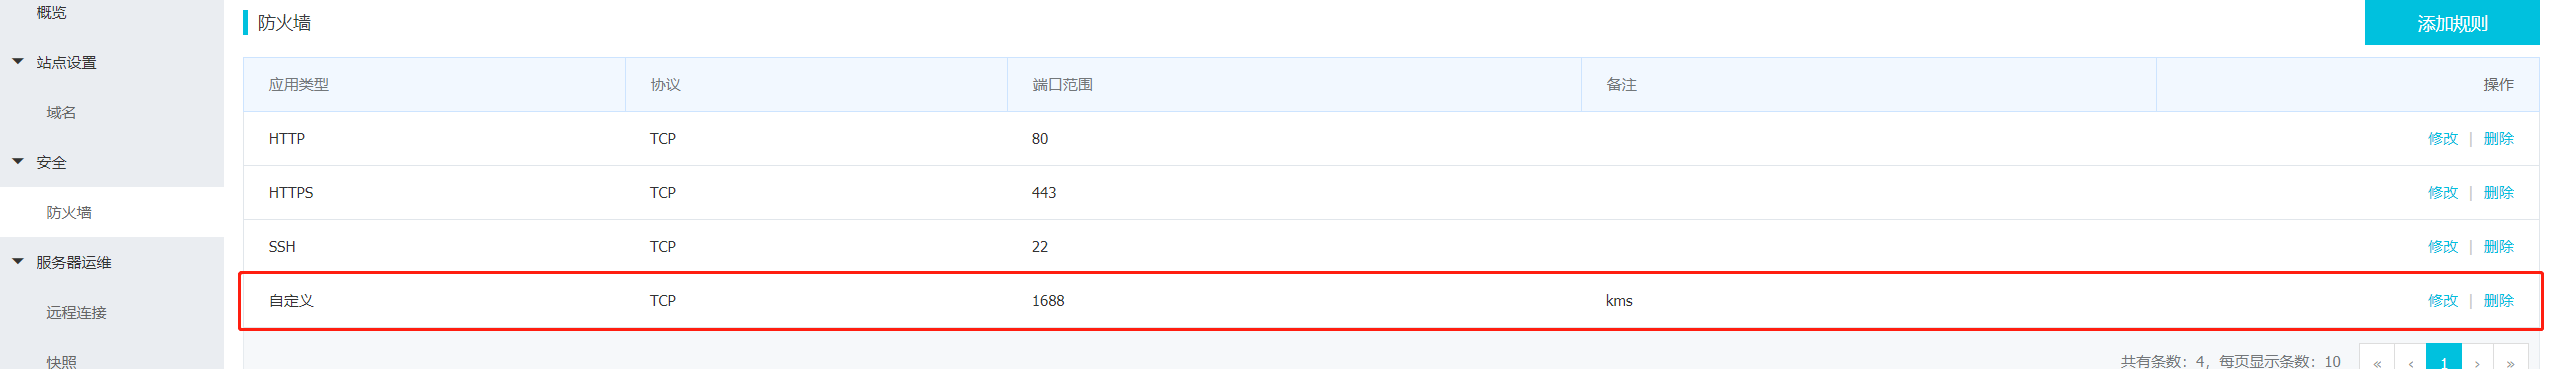 概览
站点设置
域名
安全
防火墙
服务器运维
远程连接
快照
防火墙 添加规则
应用类型 协议 端口范围 备注 操作
HTTP TCP 80 修改 | 删除
HTTPS TCP 443 修改 | 删除
SSH TCP 22 修改 | 删除
自定义 TCP 1688 kms 修改 | 删除
共有条数：4，每页显示条数：10 « ‹ 1 › »